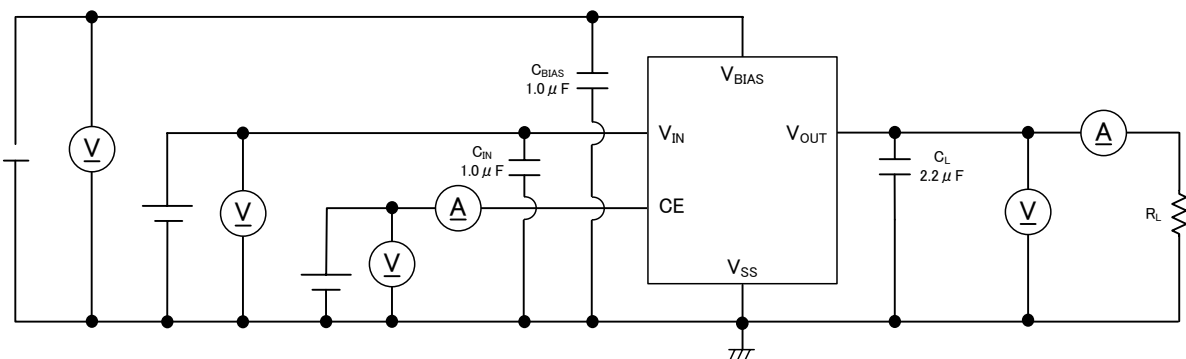 C_BIAS
1.0 μ F
V_BIAS
V
V_IN
V_OUT
A
C_IN
1.0 μ F
C_L
2.2 μ F
V
A
CE
V
R_L
V
V_SS